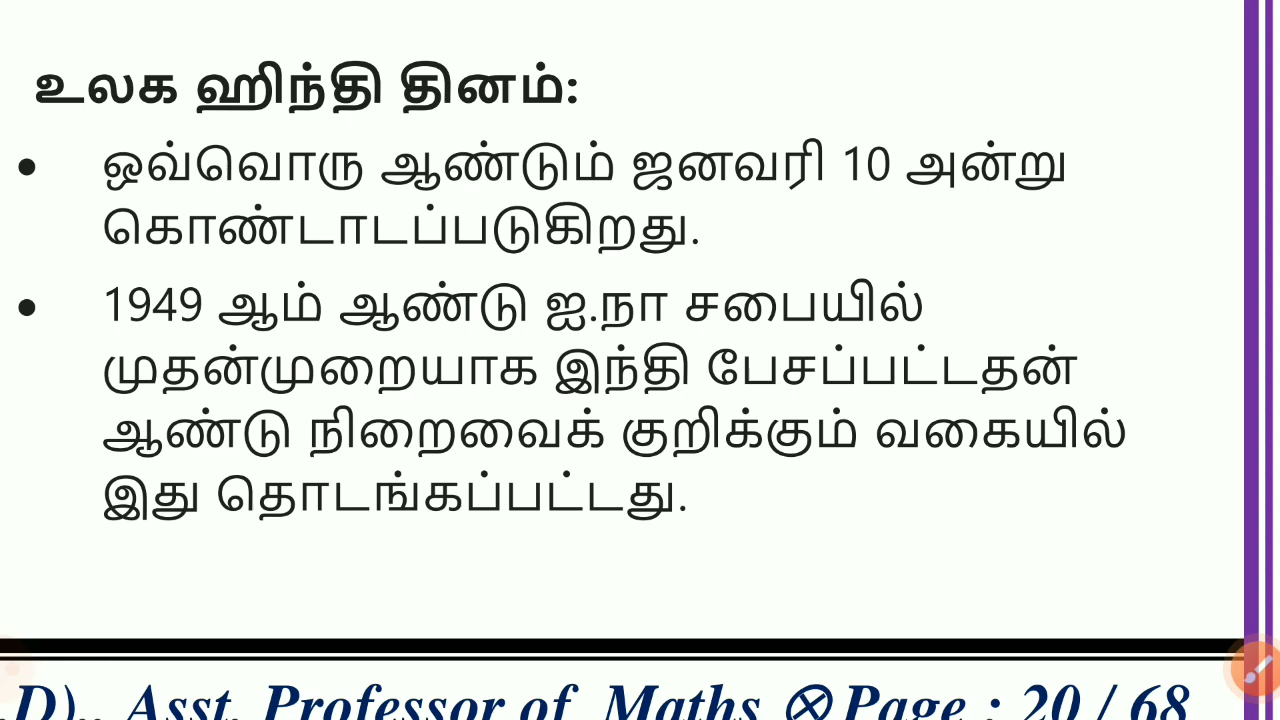 உலக ஹிந்தி தினம்:
• ஒவ்வொரு ஆண்டும் ஜனவரி 10 அன்று
கொண்டாடப்படுகிறது.
• 1949 ஆம் ஆண்டு ஐ.நா சபையில்
முதன்முறையாக இந்தி பேசப்பட்டதன்
ஆண்டு நிறைவைக் குறிக்கும் வகையில்
இது தொடங்கப்பட்டது.
D)., Asst. Professor of Maths ⊗ Page : 20 / 68